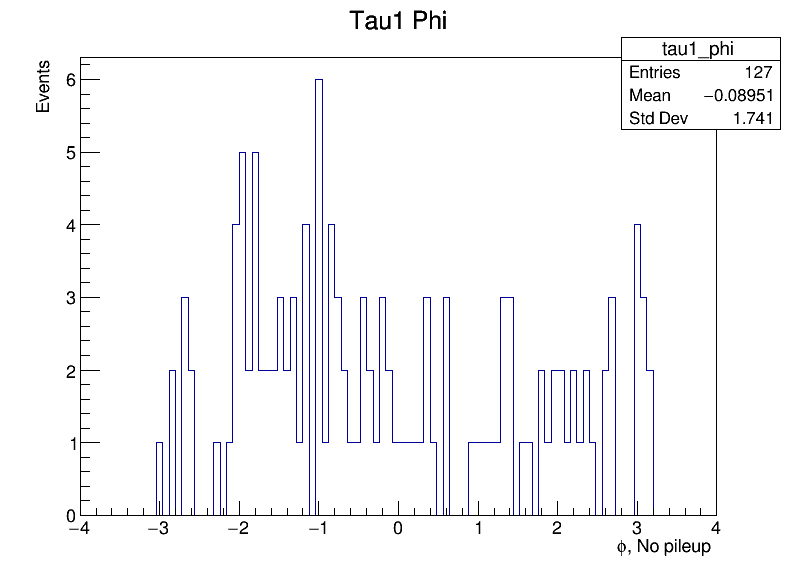 Tau1 Phi
tau1_phi
Entries 127
Mean −0.08951
Std Dev 1.741
Events
6
5
4
3
2
1
0
−4 −3 −2 −1 0 1 2 3 4
ϕ, No pileup